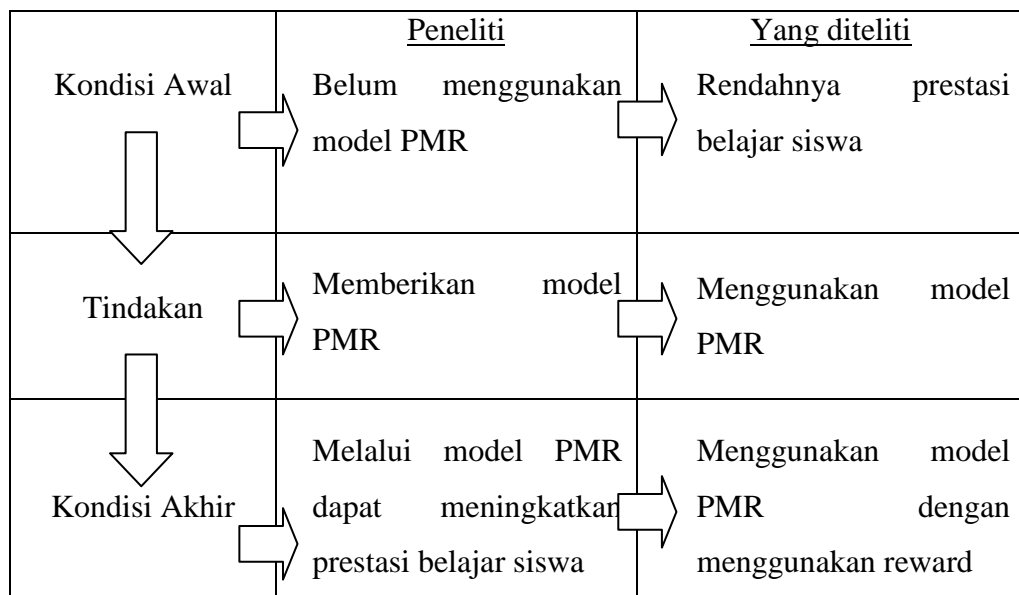 Peneliti
Yang diteliti
Kondisi Awal
Belum menggunakan
model PMR
Rendahnya prestasi
belajar siswa
Tindakan
Memberikan model
PMR
Menggunakan model
PMR
Kondisi Akhir
Melalui model PMR
dapat meningkatkan
prestasi belajar siswa
Menggunakan model
PMR dengan
menggunakan reward